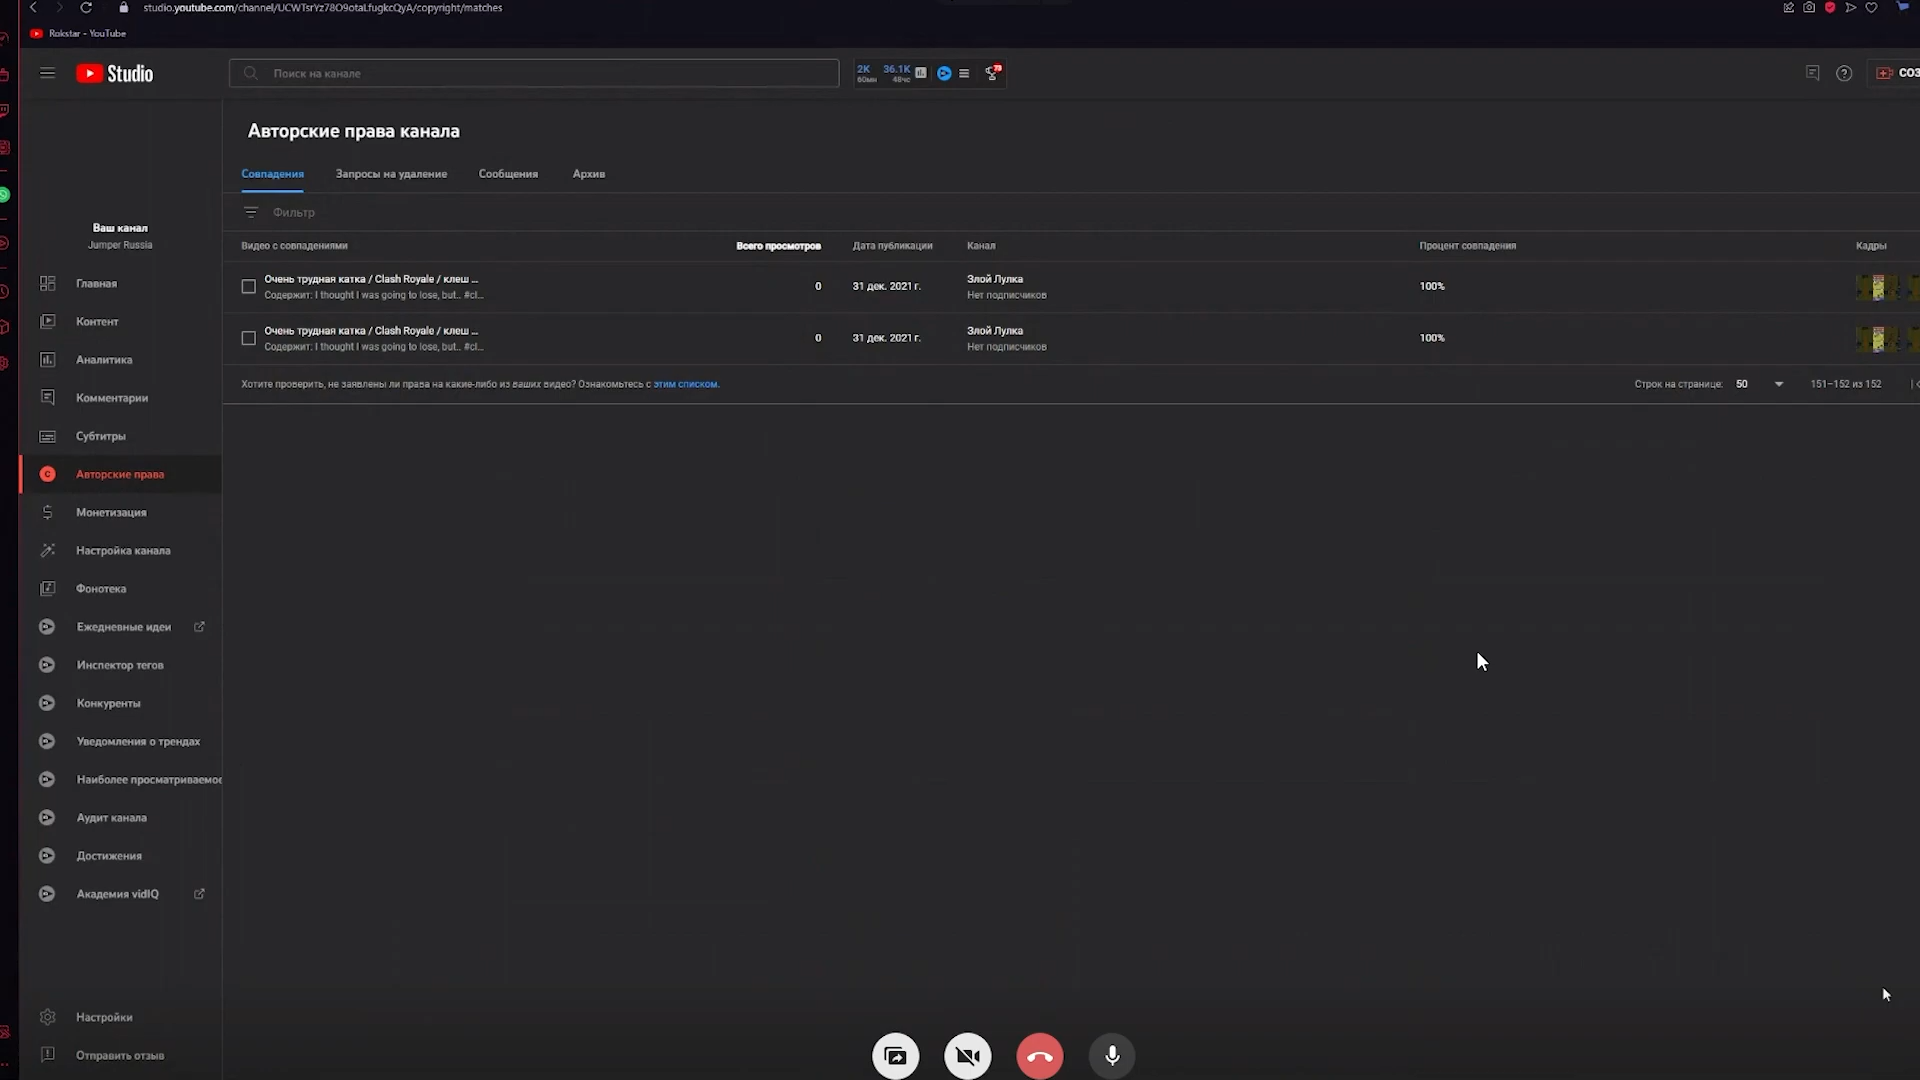 studio.youtube.com/channel/UCWTsrYz78O9otaLfugkcQyA/copyright/matches
Rokstar - YouTube
Studio
Поиск на канале
2K 36.1K
60мн 48чс
СОЗ
Авторские права канала
Совпадения Запросы на удаление Сообщения Архив
Фильтр
Видео с совпадениями Всего просмотров Дата публикации Канал Процент совпадения Кадры
Очень трудная катка / Clash Royale / клеш ... 0 31 дек. 2021 г. Злой Лулка 100%
Содержит: I thought I was going to lose, but.. #cl... Нет подписчиков
Очень трудная катка / Clash Royale / клеш ... 0 31 дек. 2021 г. Злой Лулка 100%
Содержит: I thought I was going to lose, but.. #cl... Нет подписчиков
Хотите проверить, не заявлены ли права на какие-либо из ваших видео? Ознакомьтесь с этим списком. Строк на странице: 50 151–152 из 152
Ваш канал
Jumper Russia
Главная
Контент
Аналитика
Комментарии
Субтитры
Авторские права
Монетизация
Настройка канала
Фонотека
Ежедневные идеи
Инспектор тегов
Конкуренты
Уведомления о трендах
Наиболее просматриваемое
Аудит канала
Достижения
Академия vidIQ
Настройки
Отправить отзыв